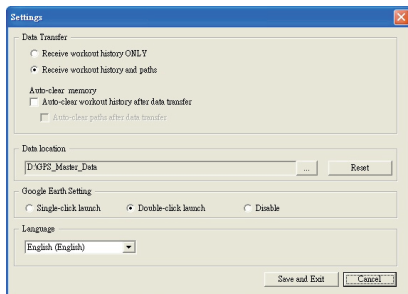 Settings
Data Transfer
Receive workout history ONLY
Receive workout history and paths
Auto-clear memory
Auto-clear workout history after data transfer
Auto-clear paths after data transfer
Data location
D:\GPS_Master_Data
...
Reset
Google Earth Setting
Single-click launch
Double-click launch
Disable
Language
English (English)
Save and Exit
Cancel